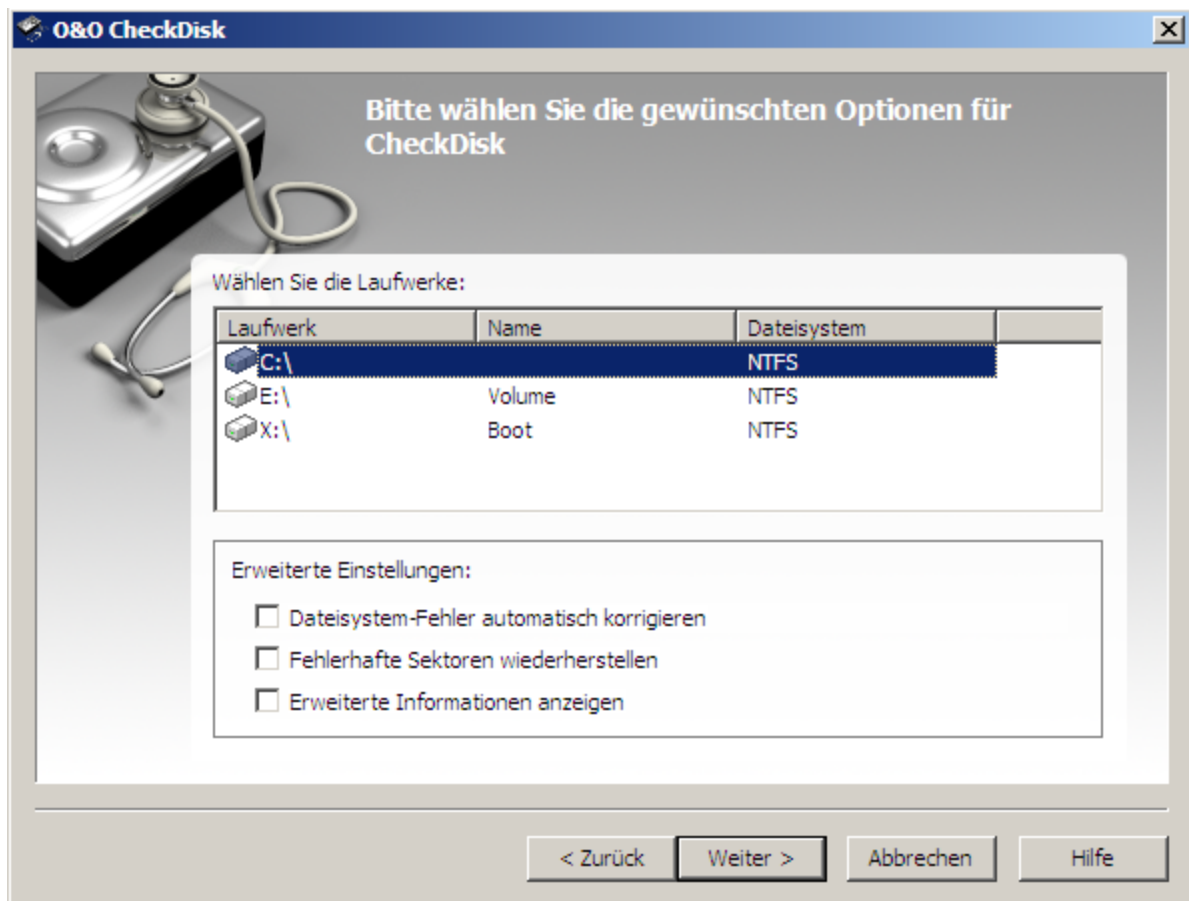 O&O CheckDisk
Bitte wählen Sie die gewünschten Optionen für
CheckDisk
Wählen Sie die Laufwerke:
Laufwerk Name Dateisystem
C:\ NTFS
E:\ Volume NTFS
X:\ Boot NTFS
Erweiterte Einstellungen:
Dateisystem-Fehler automatisch korrigieren
Fehlerhafte Sektoren wiederherstellen
Erweiterte Informationen anzeigen
< Zurück Weiter > Abbrechen Hilfe